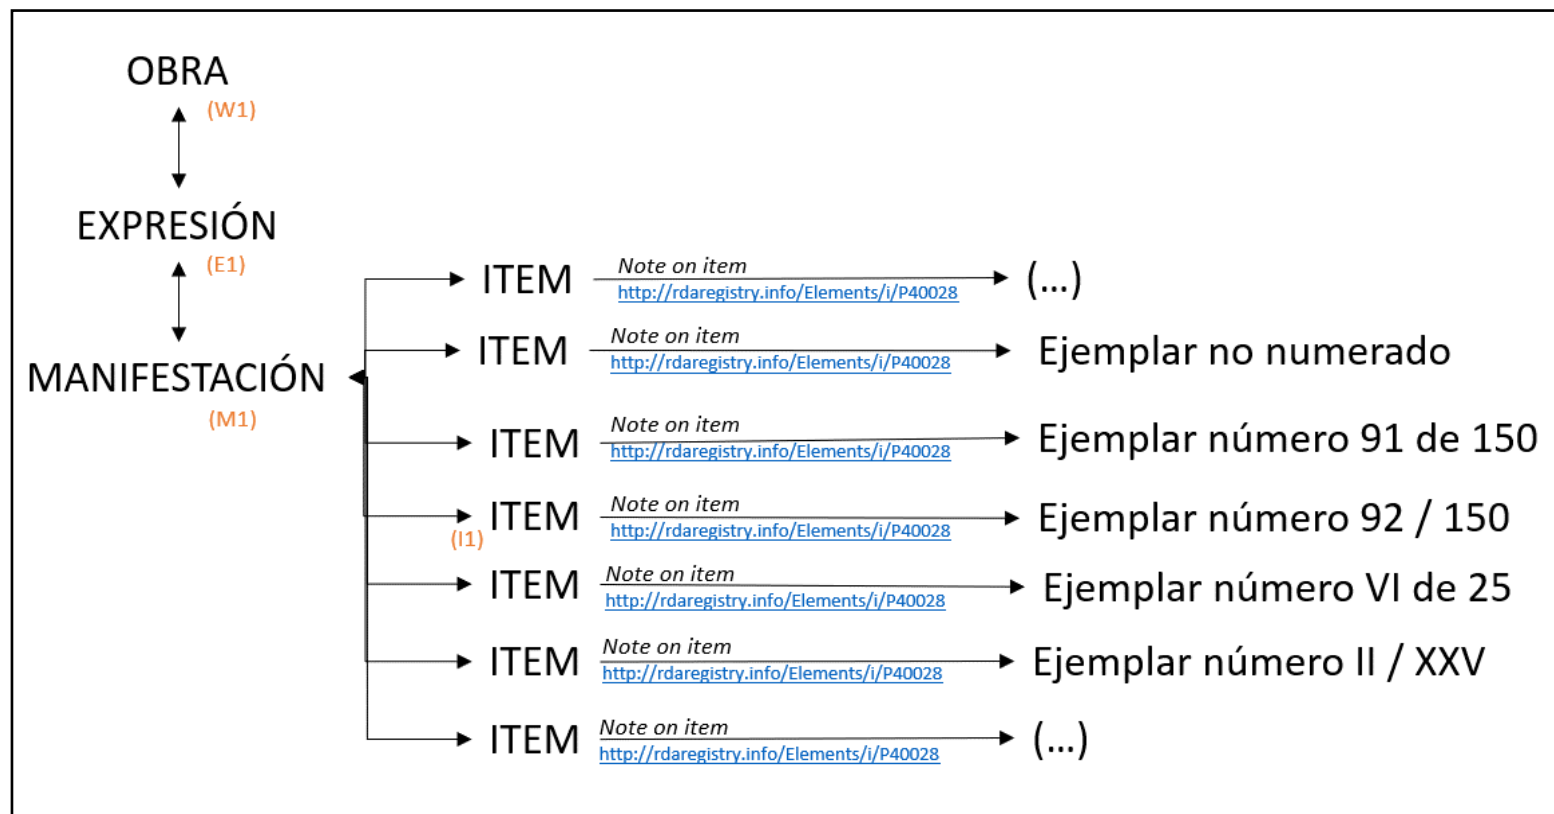 OBRA
(W1)
EXPRESIÓN
(E1)
MANIFESTACIÓN
(M1)
ITEM
Note on item
http://rdaregistry.info/Elements/i/P40028
(...)
ITEM
Note on item
http://rdaregistry.info/Elements/i/P40028
Ejemplar no numerado
ITEM
Note on item
http://rdaregistry.info/Elements/i/P40028
Ejemplar número 91 de 150
ITEM
(I1)
Note on item
http://rdaregistry.info/Elements/i/P40028
Ejemplar número 92 / 150
ITEM
Note on item
http://rdaregistry.info/Elements/i/P40028
Ejemplar número VI de 25
ITEM
Note on item
http://rdaregistry.info/Elements/i/P40028
Ejemplar número II / XXV
ITEM
Note on item
http://rdaregistry.info/Elements/i/P40028
(...)